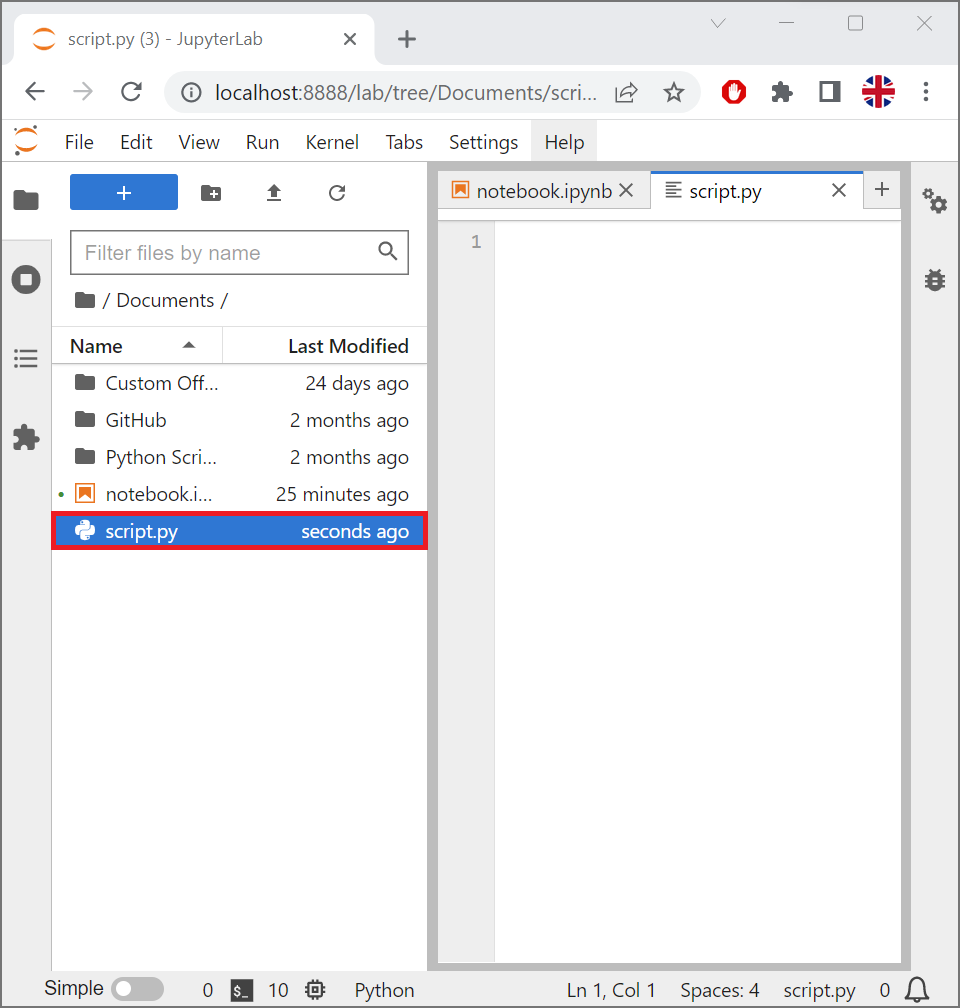 script.py (3) - JupyterLab
localhost:8888/lab/tree/Documents/scri...
File Edit View Run Kernel Tabs Settings Help
Filter files by name
/ Documents /
Name Last Modified
Custom Off... 24 days ago
GitHub 2 months ago
Python Scri... 2 months ago
notebook.i... 25 minutes ago
script.py seconds ago
notebook.ipynb script.py
1
Simple 0 $_ 10 Python Ln 1, Col 1 Spaces: 4 script.py 0